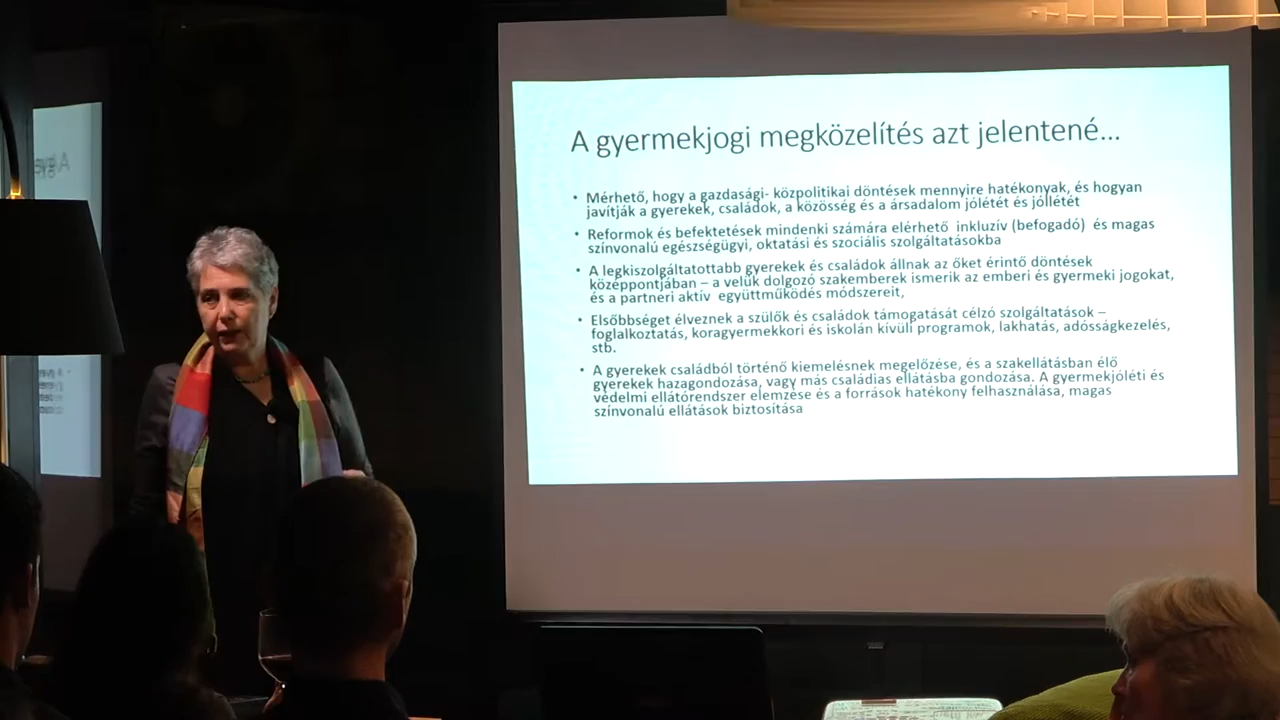 A gyermekjogi megközelítés azt jelentené...
• Mérhető, hogy a gazdasági- közpolitikai döntések mennyire hatékonyak, és hogyan
javítják a gyerekek, családok, a közösség és a ársadalom jólétét és jóllétét
• Reformok és befektetések mindenki számára elérhető inkluzív (befogadó) és magas
színvonalú egészségügyi, oktatási és szociális szolgáltatásokba
• A legkiszolgáltatottabb gyerekek és családok állnak az őket érintő döntések
középpontjában – a velük dolgozó szakemberek ismerik az emberi és gyermeki jogokat,
és a partneri aktív együttműködés módszereit,
• Elsőbbséget élveznek a szülők és családok támogatását célzó szolgáltatások –
foglalkoztatás, koragyermekkori és iskolán kívüli programok, lakhatás, adósságkezelés,
stb.
• A gyerekek családból történő kiemelésnek megelőzése, és a szakellátásban élő
gyerekek hazagondozása, vagy más családias ellátásba gondozása. A gyermekjóléti és
védelmi ellátórendszer elemzése és a források hatékony felhasználása, magas
színvonalú ellátások biztosítása